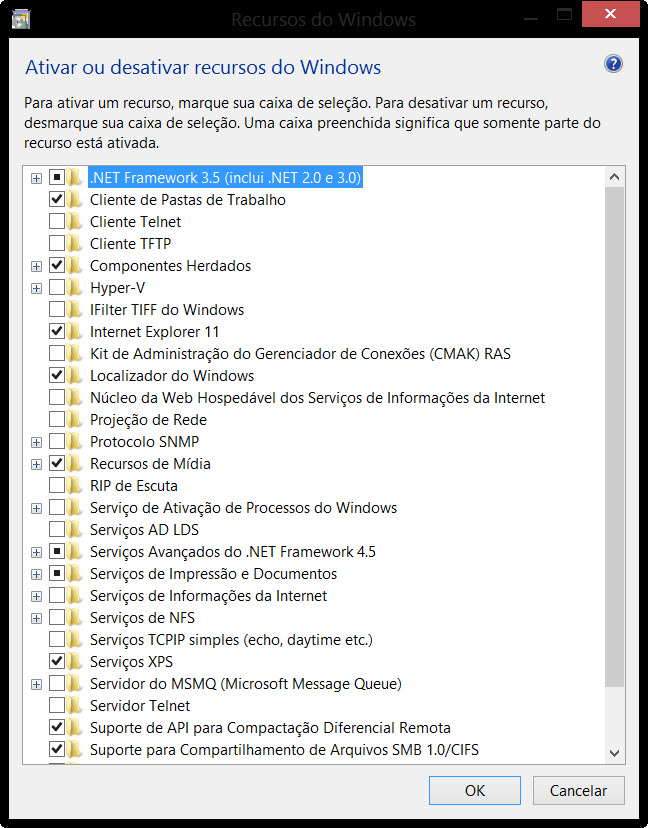 Recursos do Windows
Ativar ou desativar recursos do Windows
Para ativar um recurso, marque sua caixa de seleção. Para desativar um recurso,
desmarque sua caixa de seleção. Uma caixa preenchida significa que somente parte do
recurso está ativada.
.NET Framework 3.5 (inclui .NET 2.0 e 3.0)
Cliente de Pastas de Trabalho
Cliente Telnet
Cliente TFTP
Componentes Herdados
Hyper-V
IFilter TIFF do Windows
Internet Explorer 11
Kit de Administração do Gerenciador de Conexões (CMAK) RAS
Localizador do Windows
Núcleo da Web Hospedável dos Serviços de Informações da Internet
Projeção de Rede
Protocolo SNMP
Recursos de Mídia
RIP de Escuta
Serviço de Ativação de Processos do Windows
Serviços AD LDS
Serviços Avançados do .NET Framework 4.5
Serviços de Impressão e Documentos
Serviços de Informações da Internet
Serviços de NFS
Serviços TCPIP simples (echo, daytime etc.)
Serviços XPS
Servidor do MSMQ (Microsoft Message Queue)
Servidor Telnet
Suporte de API para Compactação Diferencial Remota
Suporte para Compartilhamento de Arquivos SMB 1.0/CIFS
OK
Cancelar